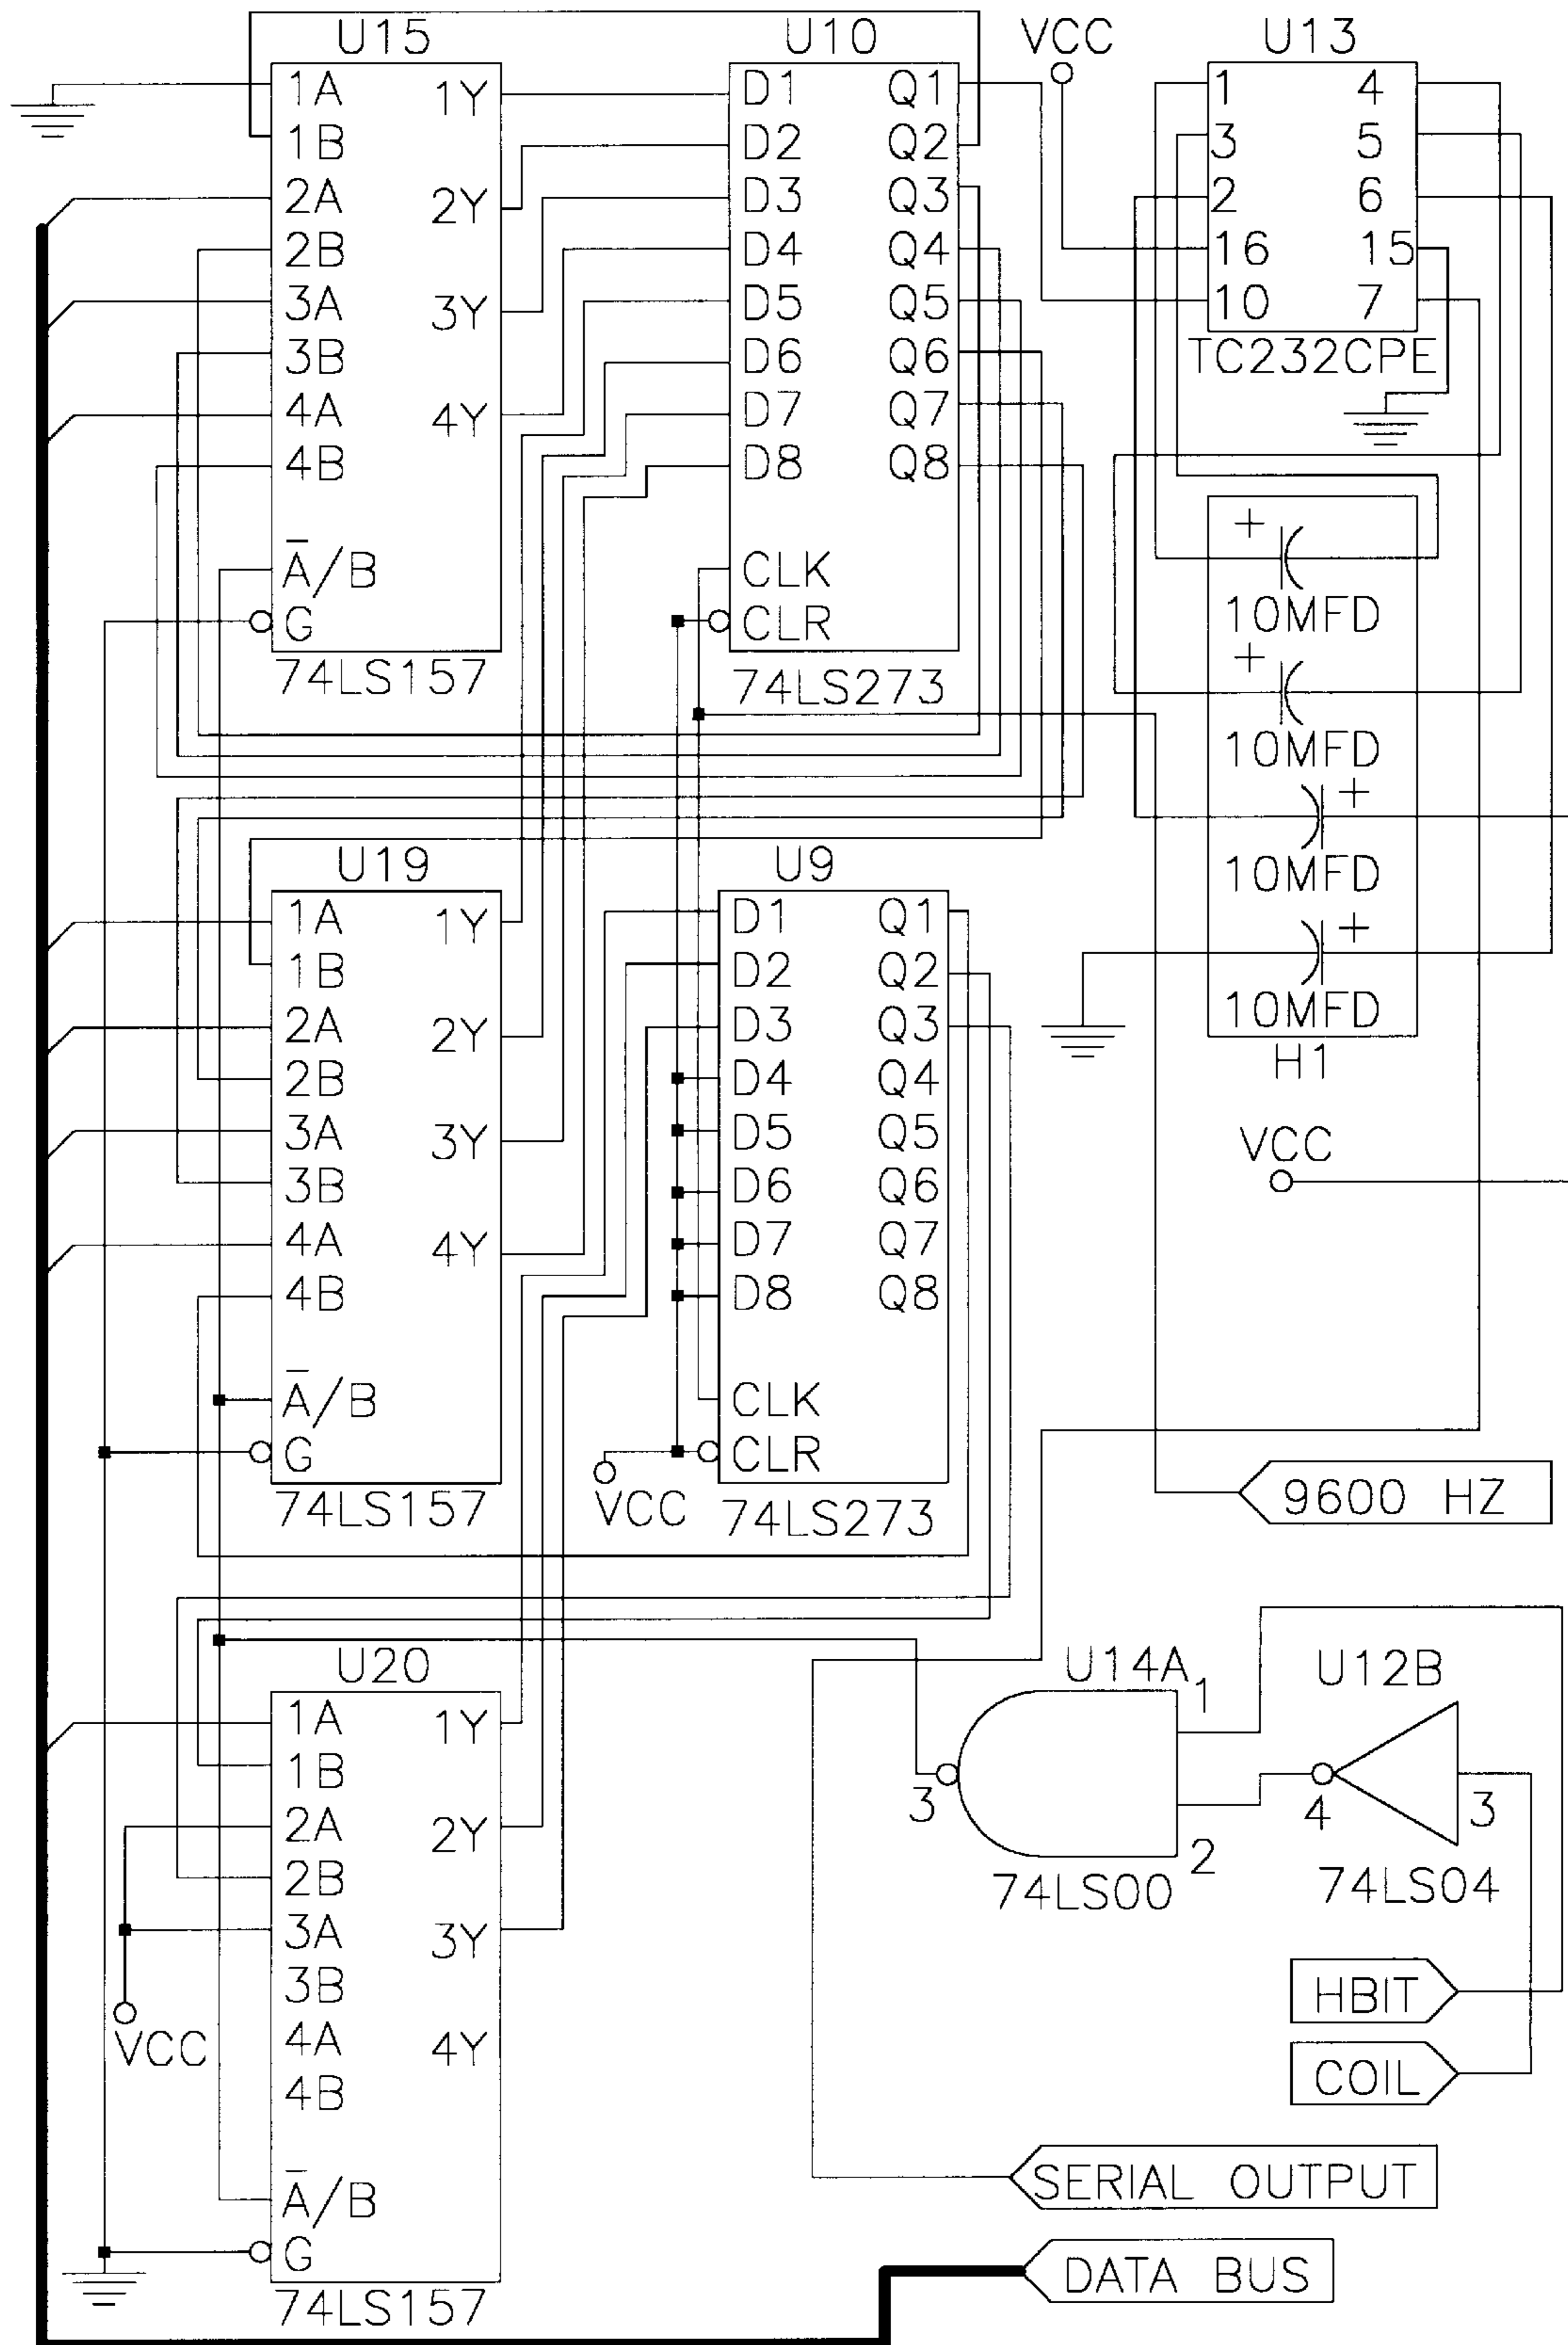 U15
1A
1B
2A
2B
3A
3B
4A
4B
A̅/B
G
1Y
2Y
3Y
4Y
74LS157
U10
D1
D2
D3
D4
D5
D6
D7
D8
CLK
CLR
Q1
Q2
Q3
Q4
Q5
Q6
Q7
Q8
74LS273
VCC
U13
1
3
2
16
10
4
5
6
15
7
TC232CPE
+
10MFD
+
10MFD
+
10MFD
+
10MFD
H1
VCC
U19
1A
1B
2A
2B
3A
3B
4A
4B
A̅/B
G
1Y
2Y
3Y
4Y
74LS157
U9
D1
D2
D3
D4
D5
D6
D7
D8
CLK
CLR
Q1
Q2
Q3
Q4
Q5
Q6
Q7
Q8
VCC
74LS273
9600 HZ
U20
1A
1B
2A
2B
3A
3B
4A
4B
A̅/B
G
1Y
2Y
3Y
4Y
VCC
74LS157
U14A
1
2
3
74LS00
U12B
4
3
74LS04
HBIT
COIL
SERIAL OUTPUT
DATA BUS